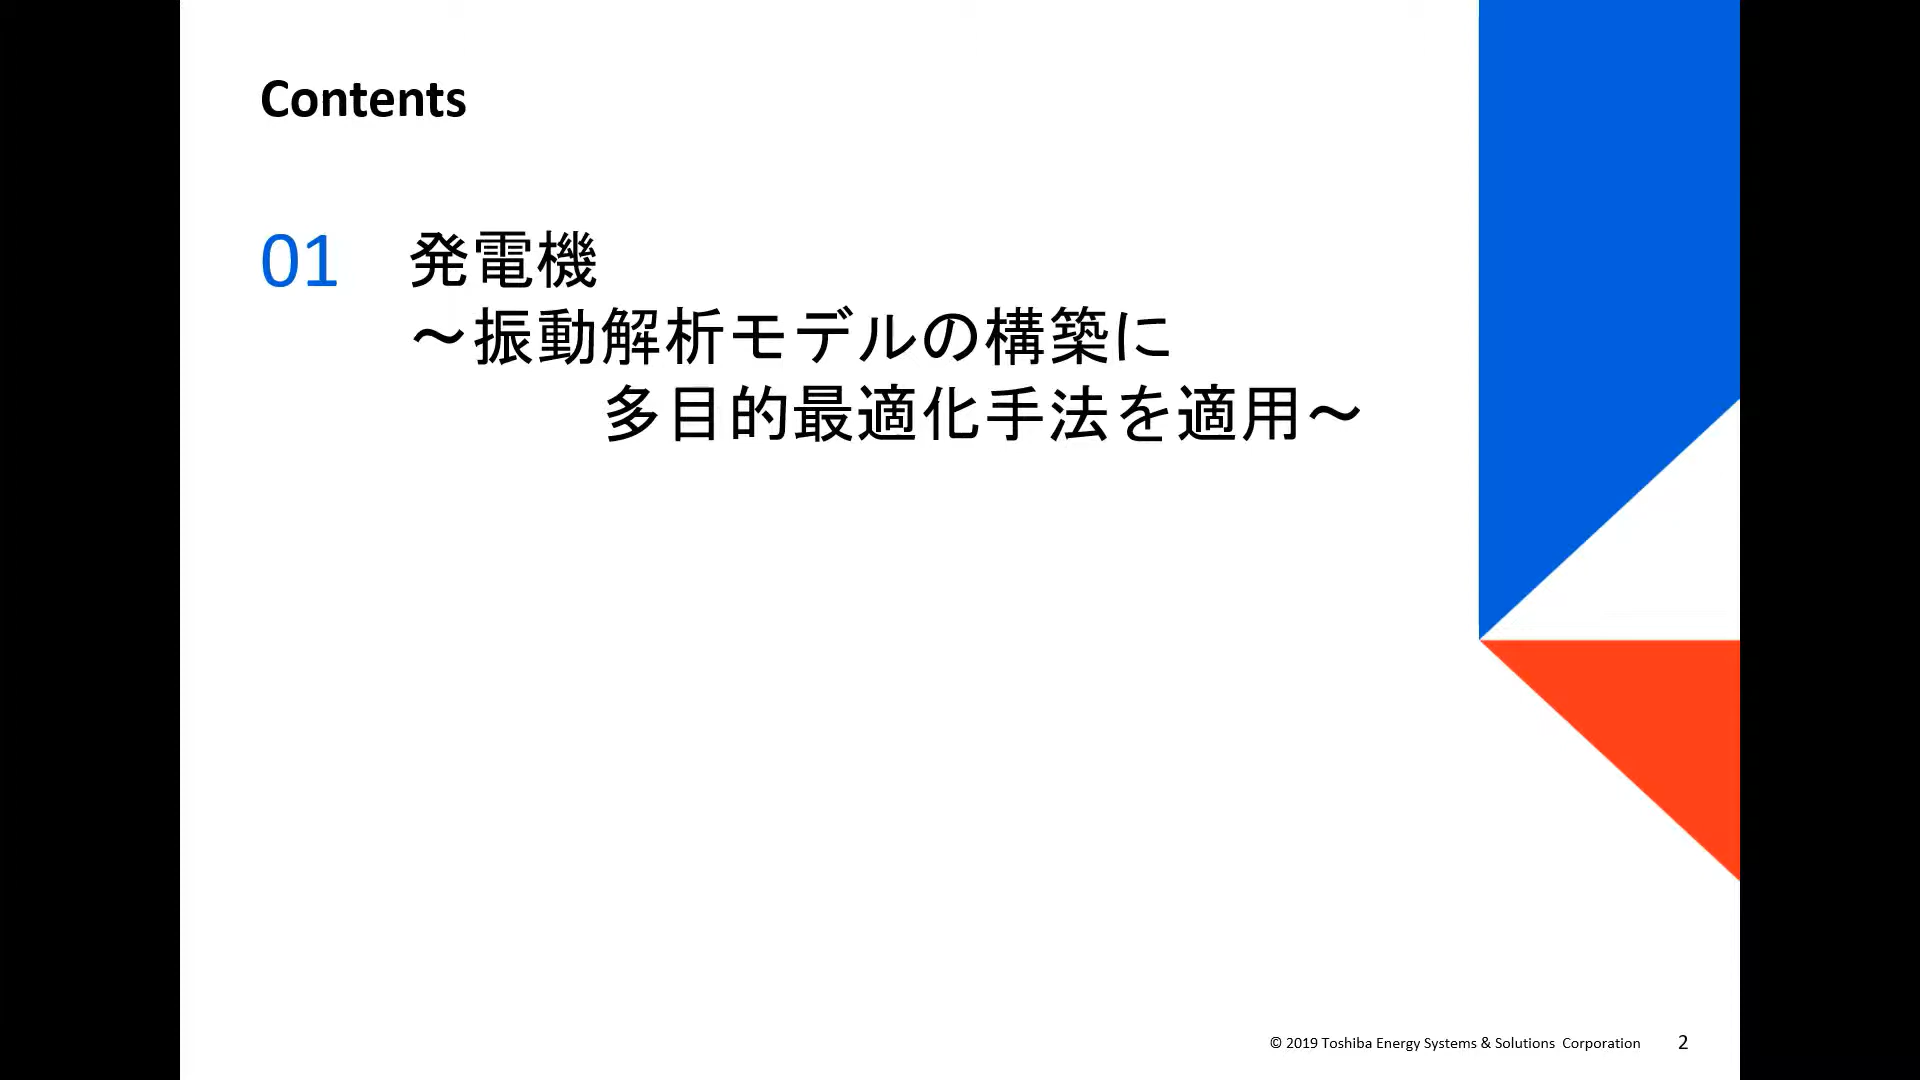 Contents
01 発電機
～振動解析モデルの構築に
多目的最適化手法を適用～
© 2019 Toshiba Energy Systems & Solutions Corporation 2